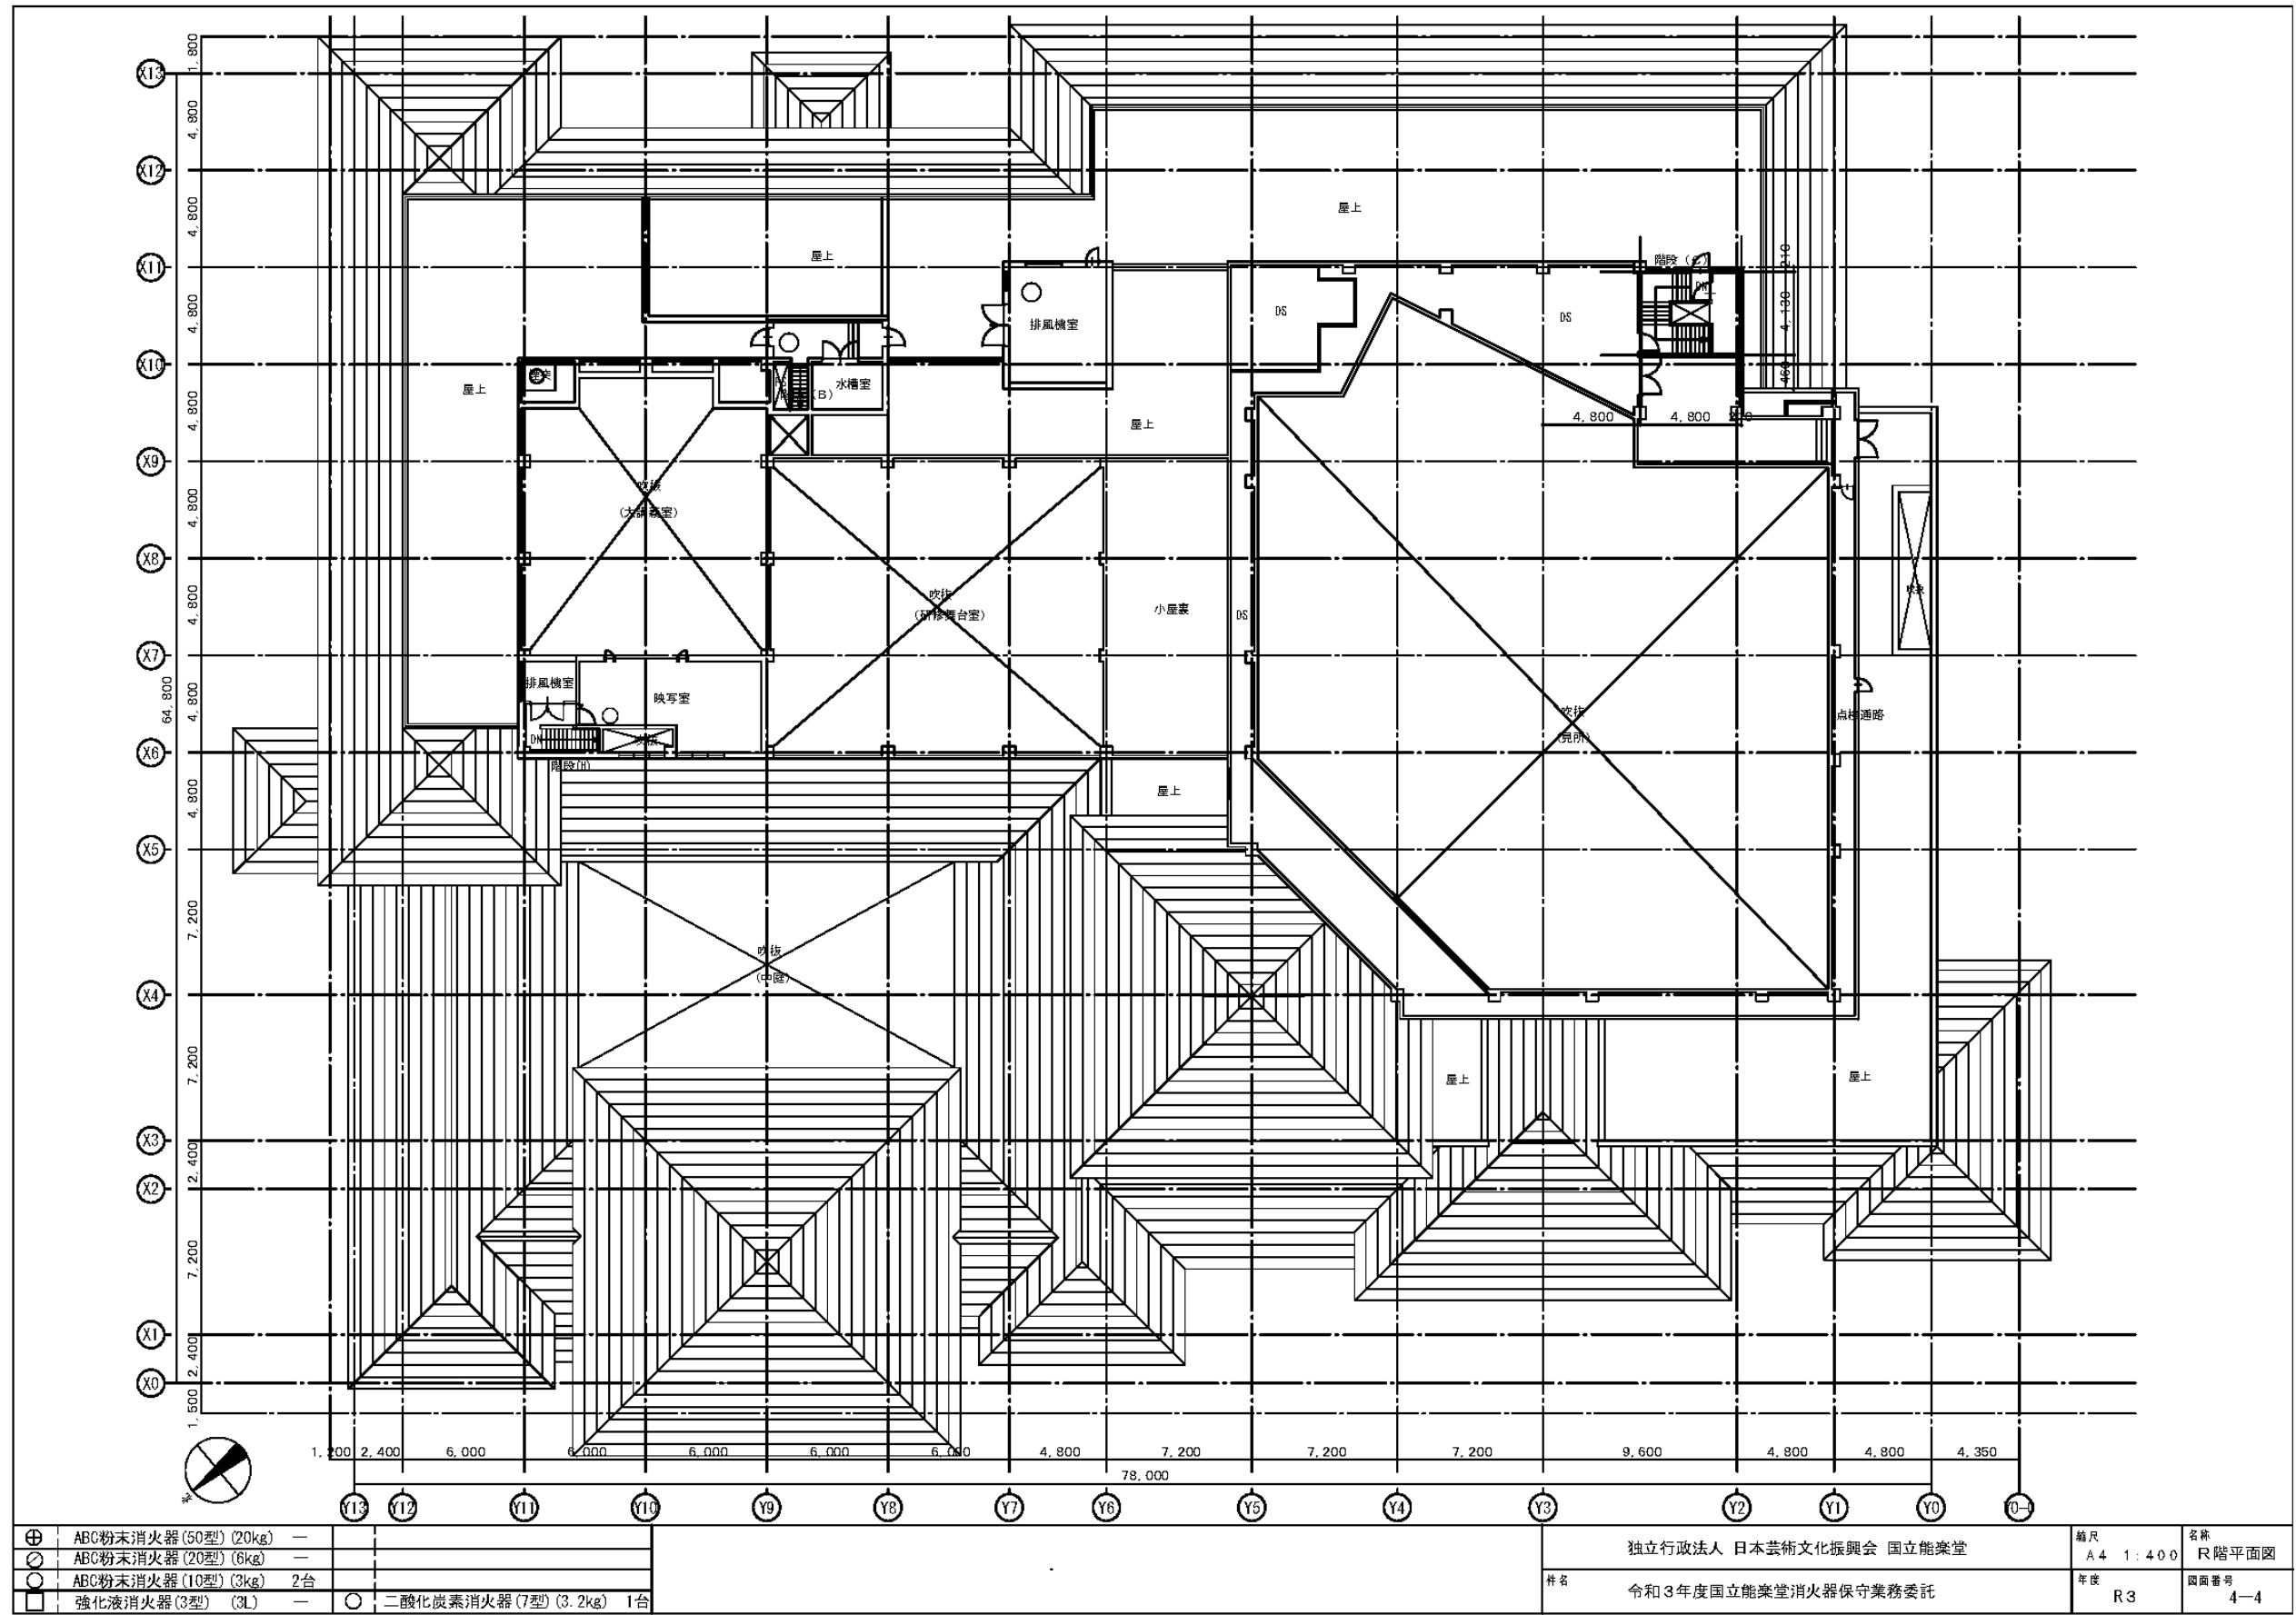 1,800
X13
4,800
X12
4,800
屋上
屋上
X11
階段
210
4,800
DS
DS
DN
4,130
排風機室
X10
煙突
460
屋上
水槽室
(B)
4,800
屋上
4,800
4,800
X9
吹抜
(大講義室)
4,800
X8
吹抜
4,800
吹抜
(研修舞台室)
小屋裏
DS
X7
排風機室
映写室
64,800
4,800
吹抜
(見所)
点検通路
DN
吹抜
X6
階段(H)
4,800
屋上
X5
7,200
吹抜
(中庭)
X4
7,200
屋上
屋上
X3
2,400
X2
7,200
X1
2,400
X0
1,500
1,200 2,400 6,000 6,000 6,000 6,000 6,000 4,800 7,200 7,200 7,200 9,600 4,800 4,800 4,350
78,000
Y13 Y12 Y11 Y10 Y9 Y8 Y7 Y6 Y5 Y4 Y3 Y2 Y1 Y0
ABC粉末消火器(50型)(20kg) —
ABC粉末消火器(20型)(6kg) —
ABC粉末消火器(10型)(3kg) 2台
強化液消火器(3型) (3L) —
二酸化炭素消火器(7型)(3.2kg) 1台
独立行政法人 日本芸術文化振興会 国立能楽堂
件名
令和3年度国立能楽堂消火器保守業務委託
縮尺
A4 1:400
名称
R階平面図
年度
R3
図面番号
4—4